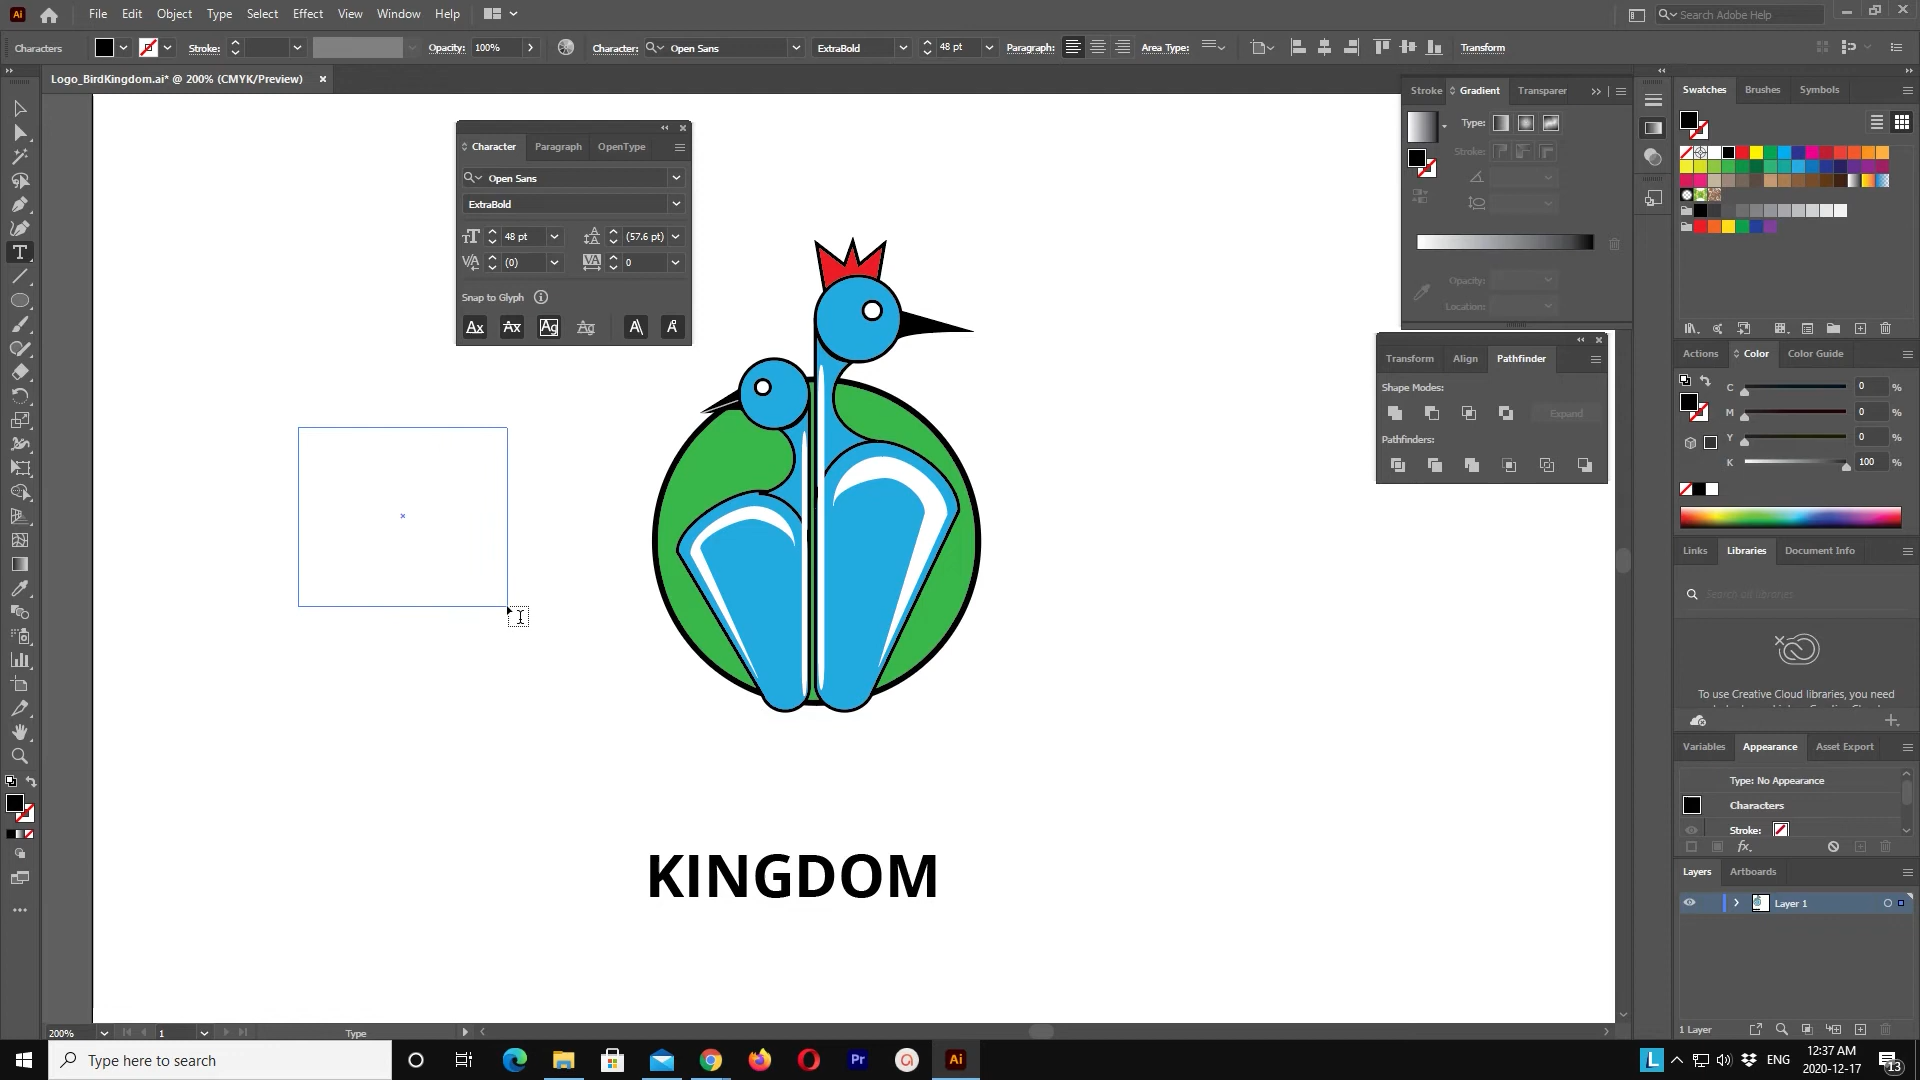 Ai File Edit Object Type Select Effect View Window Help Search Adobe Help
Characters Stroke: Opacity: 100% Character: Open Sans ExtraBold 48 pt Paragraph: Area Type: Transform
Logo_BirdKingdom.ai* @ 200% (CMYK/Preview) ×
Character Paragraph OpenType
Open Sans
ExtraBold
48 pt (57.6 pt)
(0) 0
Snap to Glyph
KINGDOM
Stroke Gradient Transparer
Type:
Stroke:
Opacity:
Location:
Transform Align Pathfinder
Shape Modes:
Expand
Pathfinders:
Swatches Brushes Symbols
Actions Color Color Guide
C 0 %
M 0 %
Y 0 %
K 100 %
Links Libraries Document Info
Search all libraries
To use Creative Cloud libraries, you need
Variables Appearance Asset Export
Type: No Appearance
Characters
Stroke:
fx
Layers Artboards
Layer 1
1 Layer
200% 1 Type
Type here to search
Pr
Ai
L
ENG
12:37 AM
2020-12-17
13